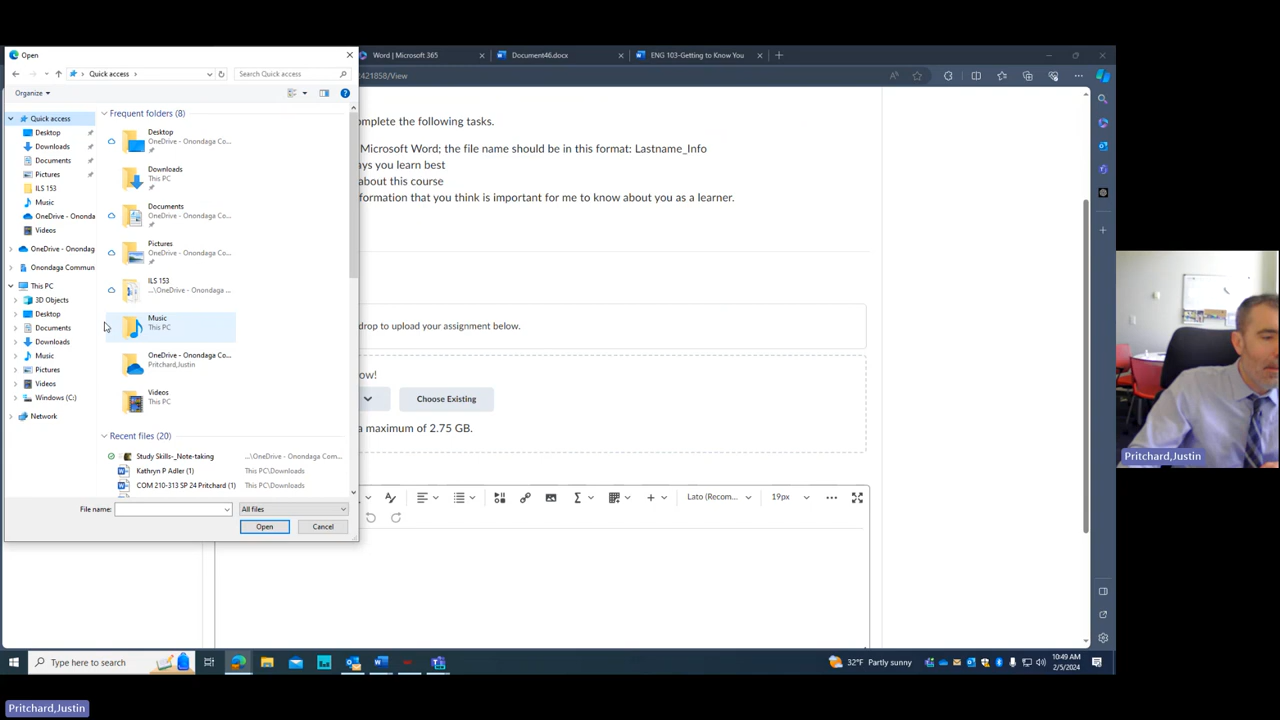 Open
Word | Microsoft 365
Document46.docx
ENG 103-Getting to Know You
Quick access
Search Quick access
421858/View
Organize
Quick access
Desktop
Downloads
Documents
Pictures
ILS 153
Music
OneDrive - Ononda
Videos
OneDrive - Onondag
Onondaga Commun
This PC
3D Objects
Desktop
Documents
Downloads
Music
Pictures
Videos
Windows (C:)
Network
Frequent folders (8)
Desktop
OneDrive - Onondaga Co...
Downloads
This PC
Documents
OneDrive - Onondaga Co...
Pictures
OneDrive - Onondaga Co...
ILS 153
...\OneDrive - Onondaga ...
Music
This PC
OneDrive - Onondaga Co...
Pritchard,Justin
Videos
This PC
Recent files (20)
Study Skills-_Note-taking ...\OneDrive - Onondaga Com...
Kathryn P Adler (1) This PC\Downloads
COM 210-313 SP 24 Pritchard (1) This PC\Downloads
File name:
All files
Open
Cancel
mplete the following tasks.
Microsoft Word; the file name should be in this format: Lastname_Info
ays you learn best
about this course
formation that you think is important for me to know about you as a learner.
drop to upload your assignment below.
ow!
Choose Existing
a maximum of 2.75 GB.
Lato (Recom...
19px
Type here to search
32°F Partly sunny
10:49 AM
2/5/2024
Pritchard,Justin
Pritchard,Justin